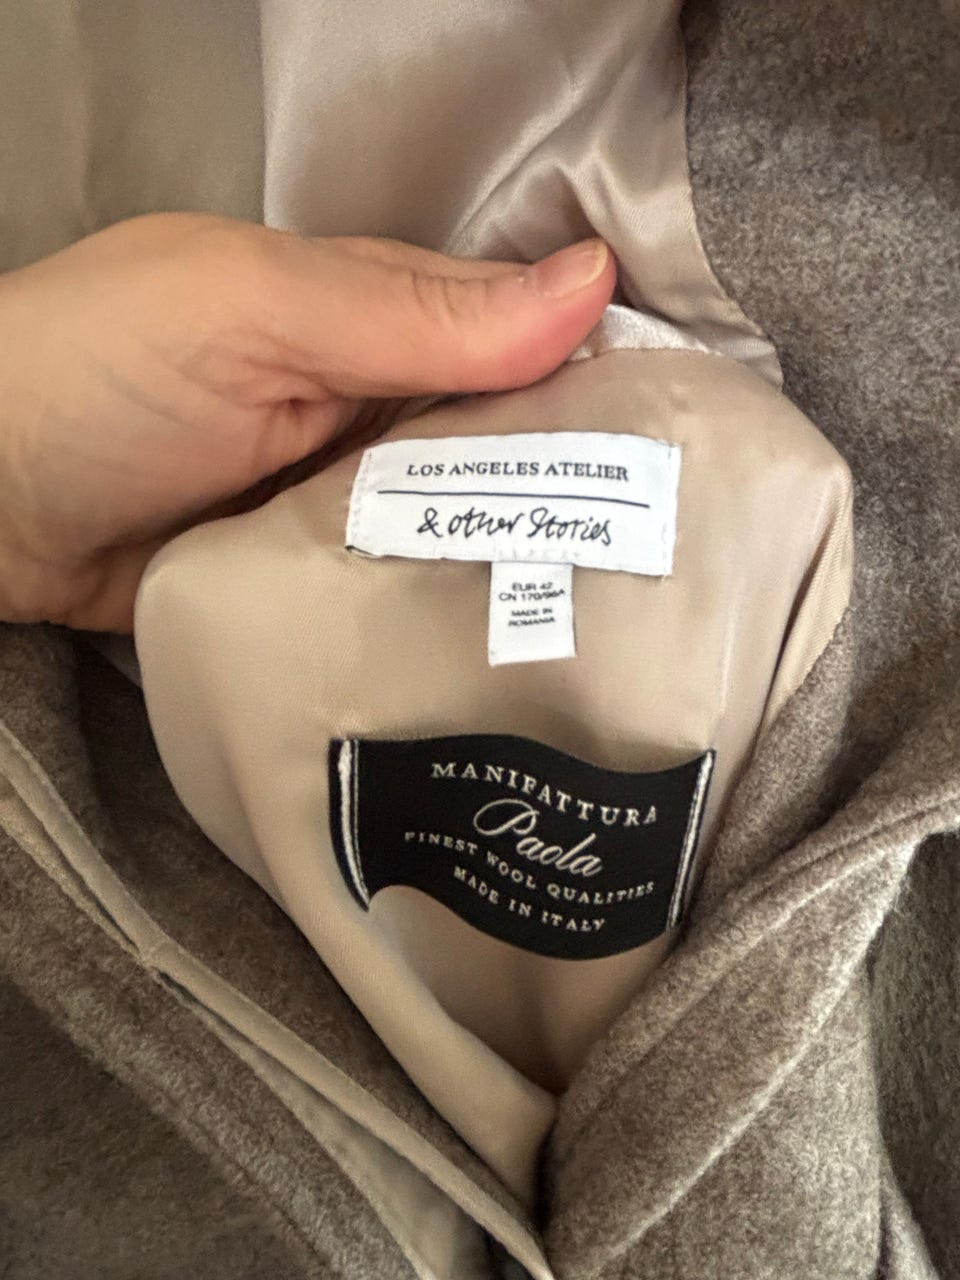 LOS ANGELES ATELIER
& other Stories
EUR 42
CN 170/96A
MADE IN
ROMANIA
MANIFATTURA
Paola
FINEST WOOL QUALITIES
MADE IN ITALY